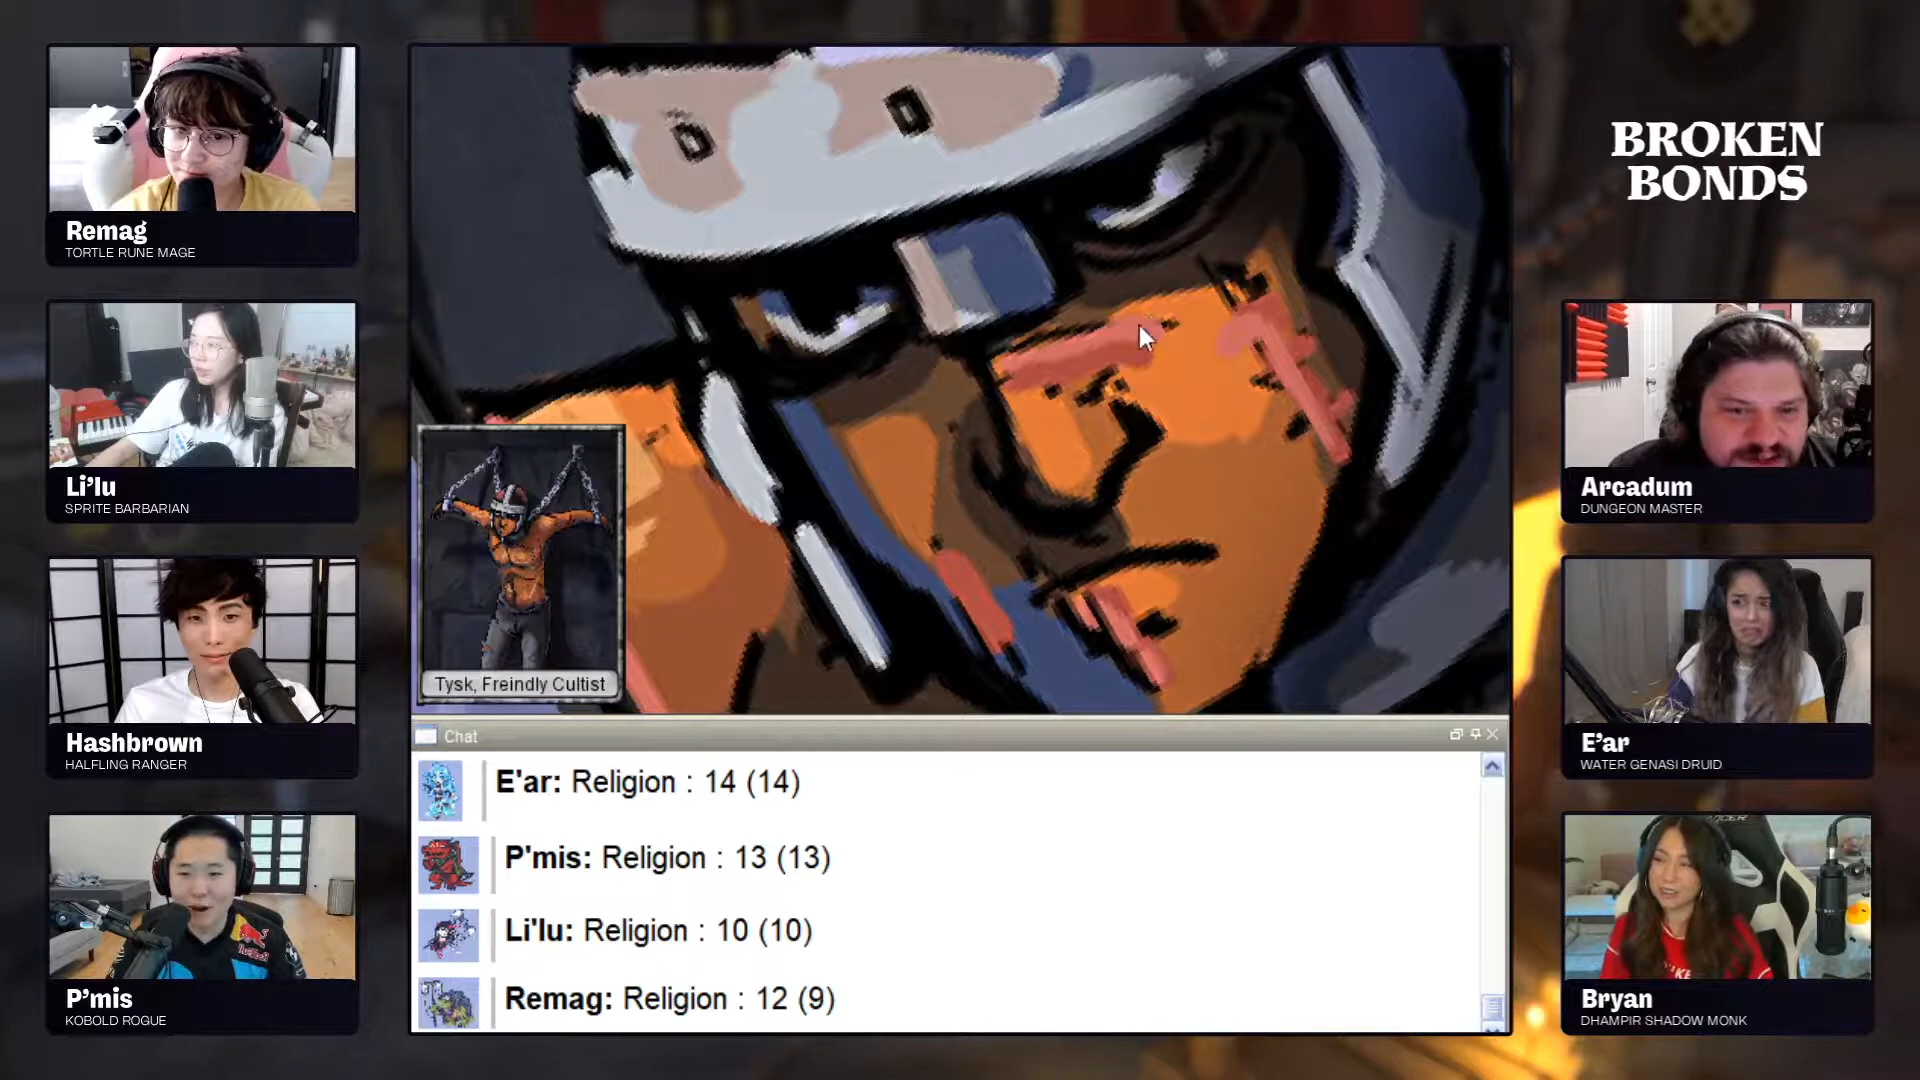 Remag
TORTLE RUNE MAGE
Li'lu
SPRITE BARBARIAN
Hashbrown
HALFLING RANGER
P'mis
KOBOLD ROGUE
Tysk, Freindly Cultist
Chat
E'ar: Religion : 14 (14)
P'mis: Religion : 13 (13)
Li'lu: Religion : 10 (10)
Remag: Religion : 12 (9)
BROKEN
BONDS
Arcadum
DUNGEON MASTER
E'ar
WATER GENASI DRUID
Bryan
DHAMPIR SHADOW MONK